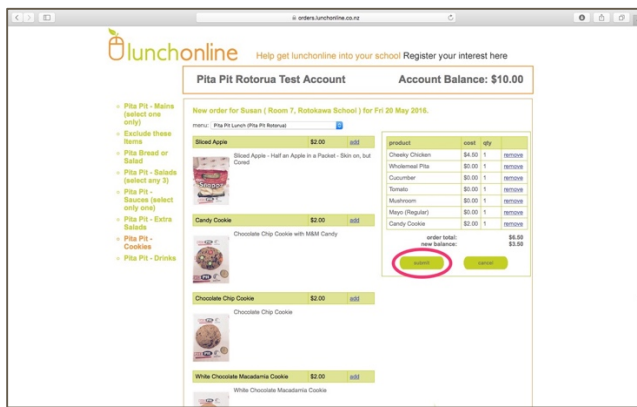 orders.lunchonline.co.nz
lunchonline
Help get lunchonline into your school Register your interest here
Pita Pit Rotorua Test Account
Account Balance: $10.00
Pita Pit - Mains
(select one
only)
Exclude these
Items
Pita Bread or
Salad
Pita Pit - Salads
(select any 3)
Pita Pit -
Sauces (select
only one)
Pita Pit - Extra
Salads
Pita Pit -
Cookies
Pita Pit - Drinks
New order for Susan ( Room 7, Rotokawa School ) for Fri 20 May 2016.
menu: Pita Pit Lunch (Pita Pit Rotorua)
Sliced Apple $2.00 add
Sliced Apple - Half an Apple in a Packet - Skin on, but
Cored
Candy Cookie $2.00 add
Chocolate Chip Cookie with M&M Candy
Chocolate Chip Cookie $2.00 add
Chocolate Chip Cookie
White Chocolate Macadamia Cookie $2.00 add
White Chocolate Macadamia Cookie
product cost qty
Cheeky Chicken $4.50 1 remove
Wholemeal Pita $0.00 1 remove
Cucumber $0.00 1 remove
Tomato $0.00 1 remove
Mushroom $0.00 1 remove
Mayo (Regular) $0.00 1 remove
Candy Cookie $2.00 1 remove
order total: $6.50
new balance: $3.50
submit
cancel